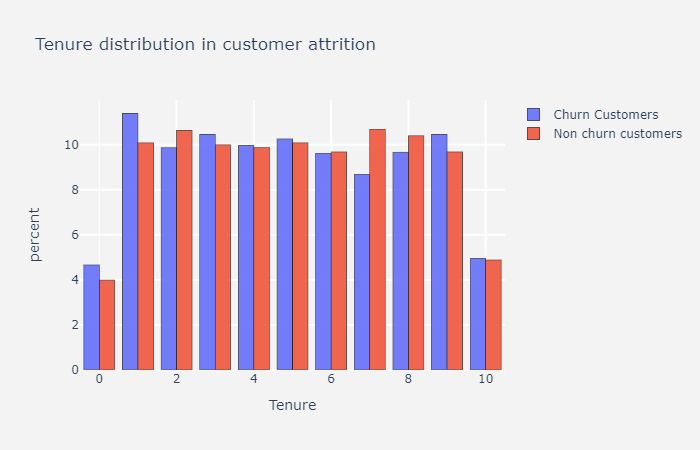 Tenure distribution in customer attrition
Churn Customers
Non churn customers
percent
10
8
6
4
2
0
0 2 4 6 8 10
Tenure